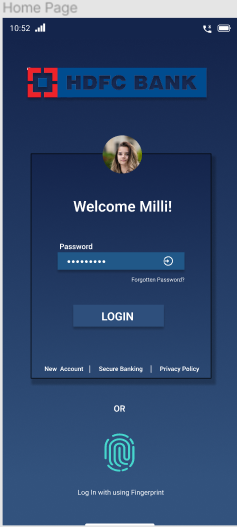 Home Page
10:52
HDFC BANK
Welcome Milli!
Password
Forgotten Password?
LOGIN
New Account | Secure Banking | Privacy Policy
OR
Log In with using Fingerprint